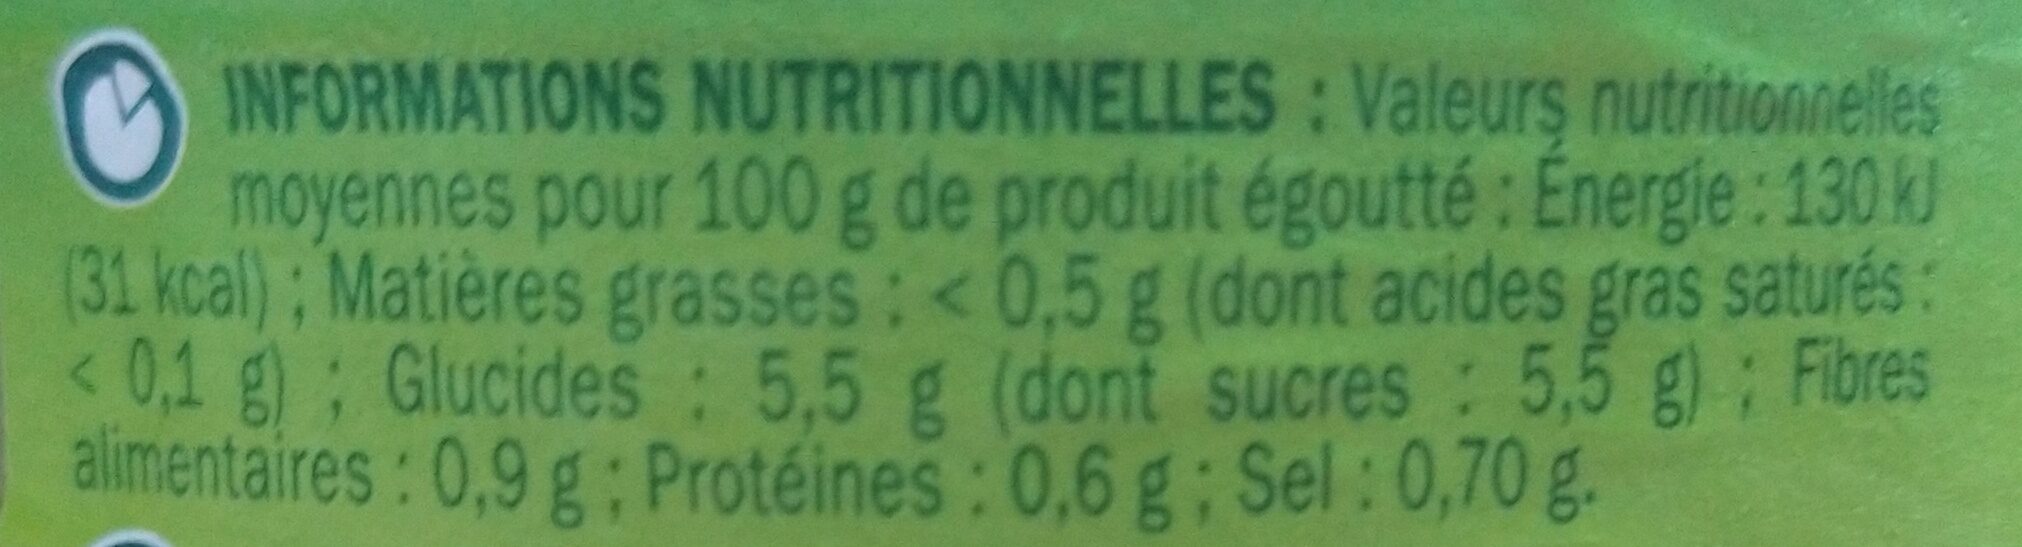 INFORMATIONS NUTRITIONNELLES : Valeurs nutritionnelles
moyennes pour 100 g de produit égoutté : Énergie : 130 kJ
(31 kcal) ; Matières grasses : < 0,5 g (dont acides gras saturés :
< 0,1 g) ; Glucides : 5,5 g (dont sucres : 5,5 g) ; Fibres
alimentaires : 0,9 g ; Protéines : 0,6 g ; Sel : 0,70 g.